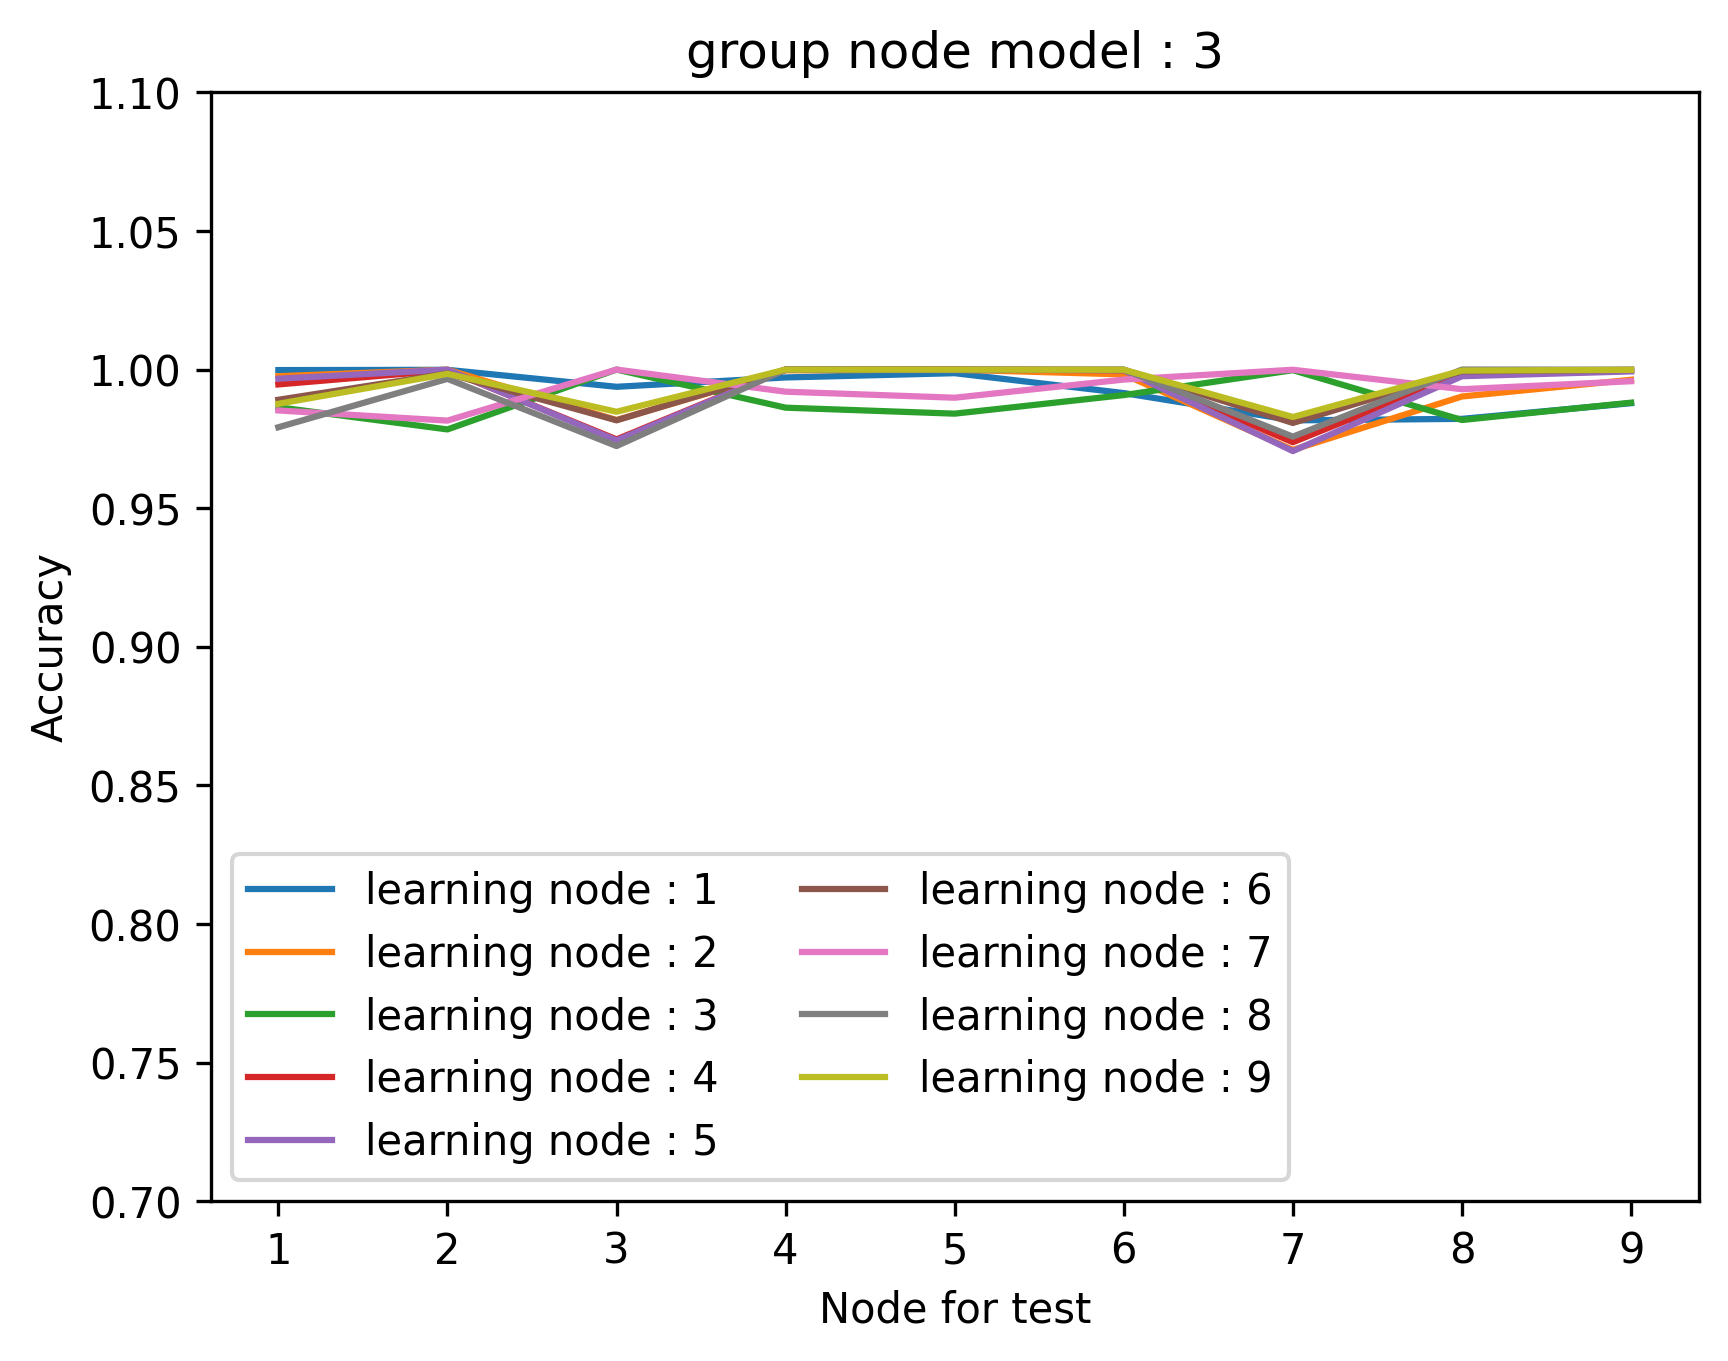 group node model : 3
1.10
1.05
1.00
0.95
0.90
0.85
0.80
0.75
0.70
Accuracy
learning node : 1
learning node : 2
learning node : 3
learning node : 4
learning node : 5
learning node : 6
learning node : 7
learning node : 8
learning node : 9
1 2 3 4 5 6 7 8 9
Node for test